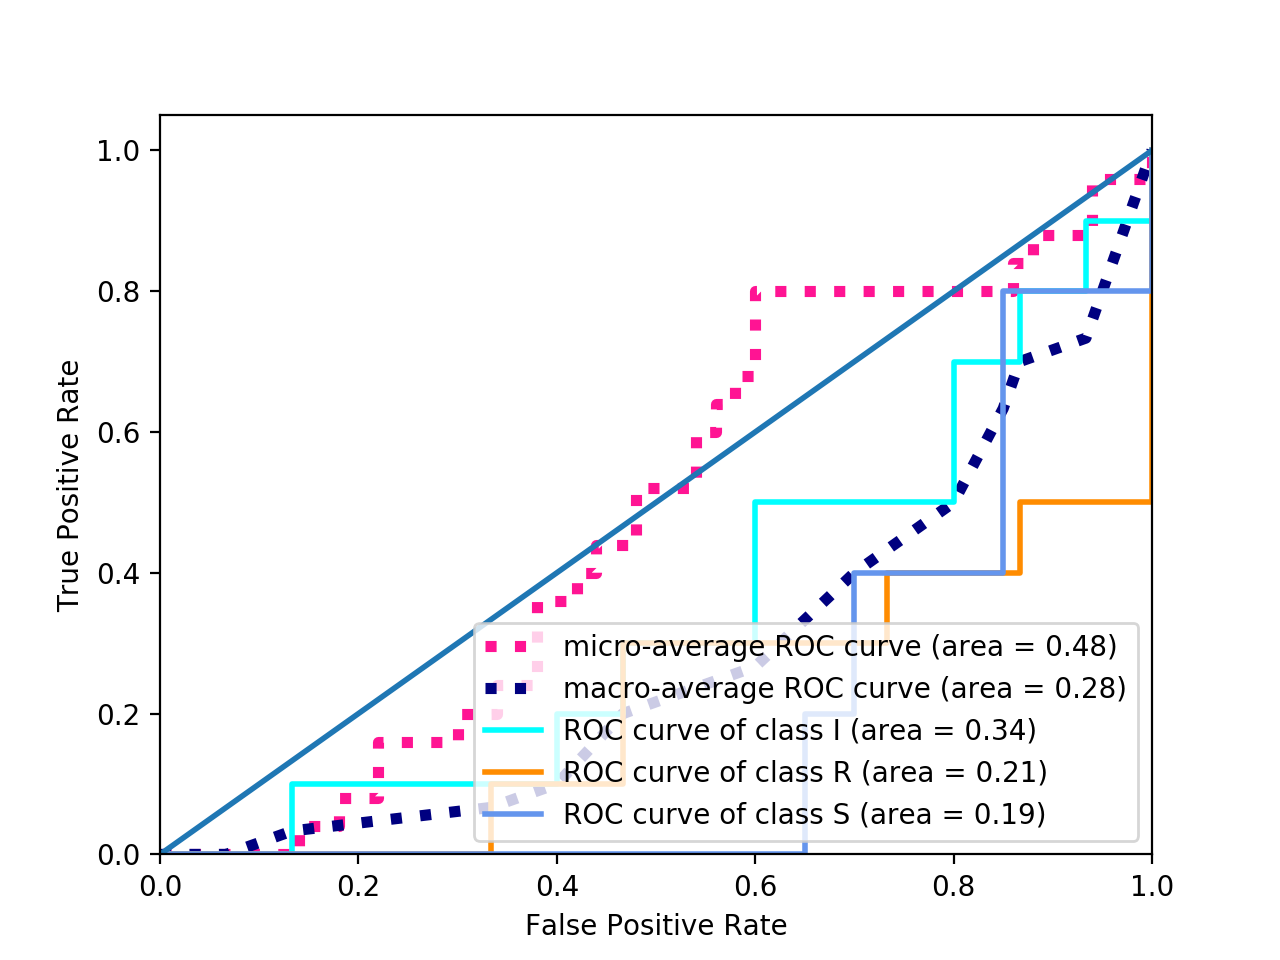 1.0
0.8
0.6
0.4
0.2
0.0
True Positive Rate
micro-average ROC curve (area = 0.48)
macro-average ROC curve (area = 0.28)
ROC curve of class I (area = 0.34)
ROC curve of class R (area = 0.21)
ROC curve of class S (area = 0.19)
0.0 0.2 0.4 0.6 0.8 1.0
False Positive Rate